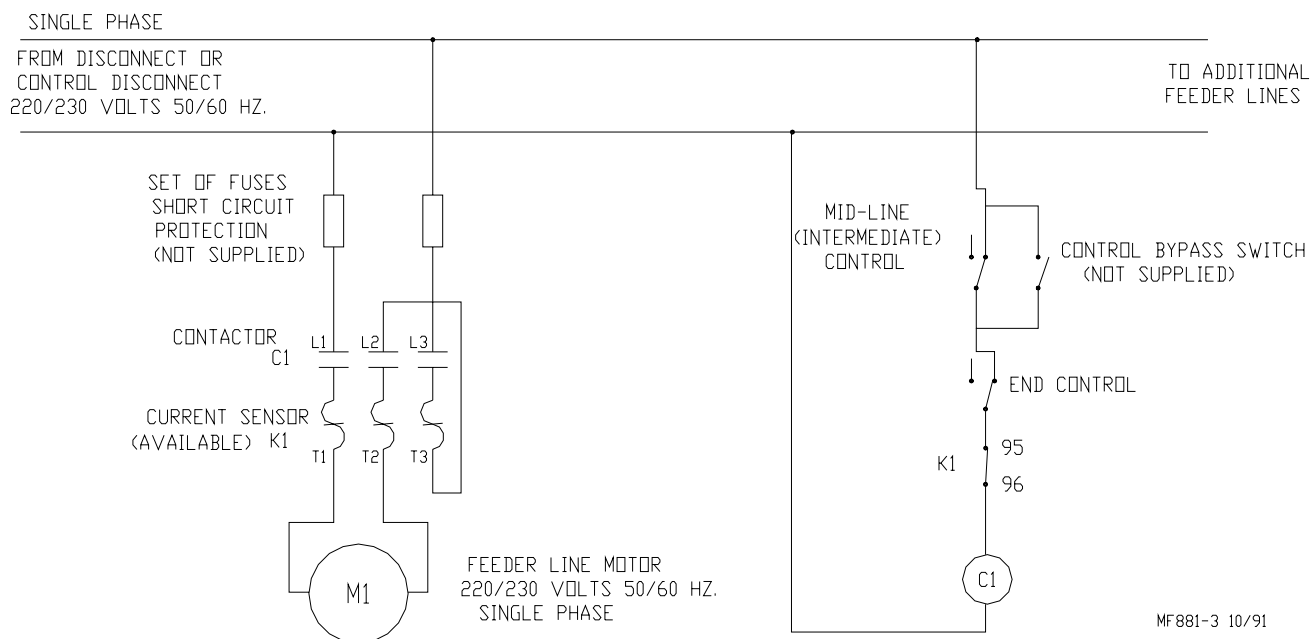 SINGLE PHASE
FROM DISCONNECT OR
CONTROL DISCONNECT
220/230 VOLTS 50/60 HZ.
TO ADDITIONAL
FEEDER LINES
SET OF FUSES
SHORT CIRCUIT
PROTECTION
(NOT SUPPLIED)
MID-LINE
(INTERMEDIATE)
CONTROL
CONTROL BYPASS SWITCH
(NOT SUPPLIED)
CONTACTOR
C1
L1 L2 L3
END CONTROL
CURRENT SENSOR
(AVAILABLE) K1
T1 T2 T3
K1
95
96
FEEDER LINE MOTOR
220/230 VOLTS 50/60 HZ.
SINGLE PHASE
M1
C1
MF881-3 10/91